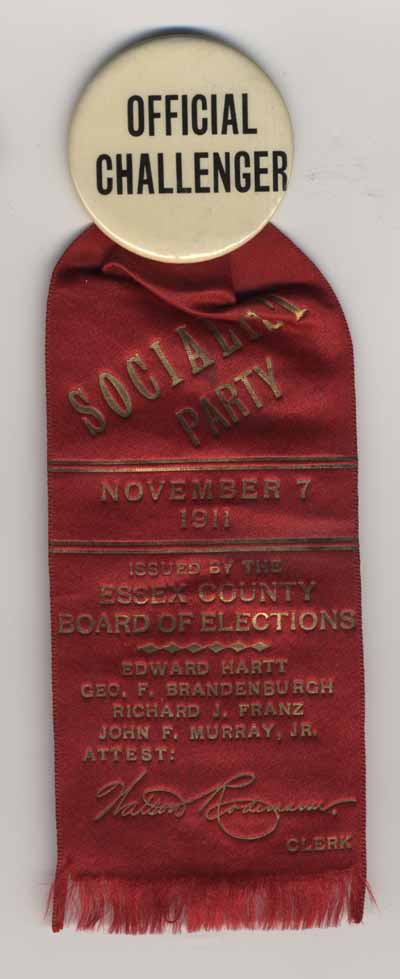 OFFICIAL
CHALLENGER
SOCIALIST
PARTY
NOVEMBER 7
1911
ISSUED BY THE
ESSEX COUNTY
BOARD OF ELECTIONS
EDWARD HARTT
GEO. F. BRANDENBURGH
RICHARD J. FRANZ
JOHN F. MURRAY, JR.
ATTEST:
CLERK